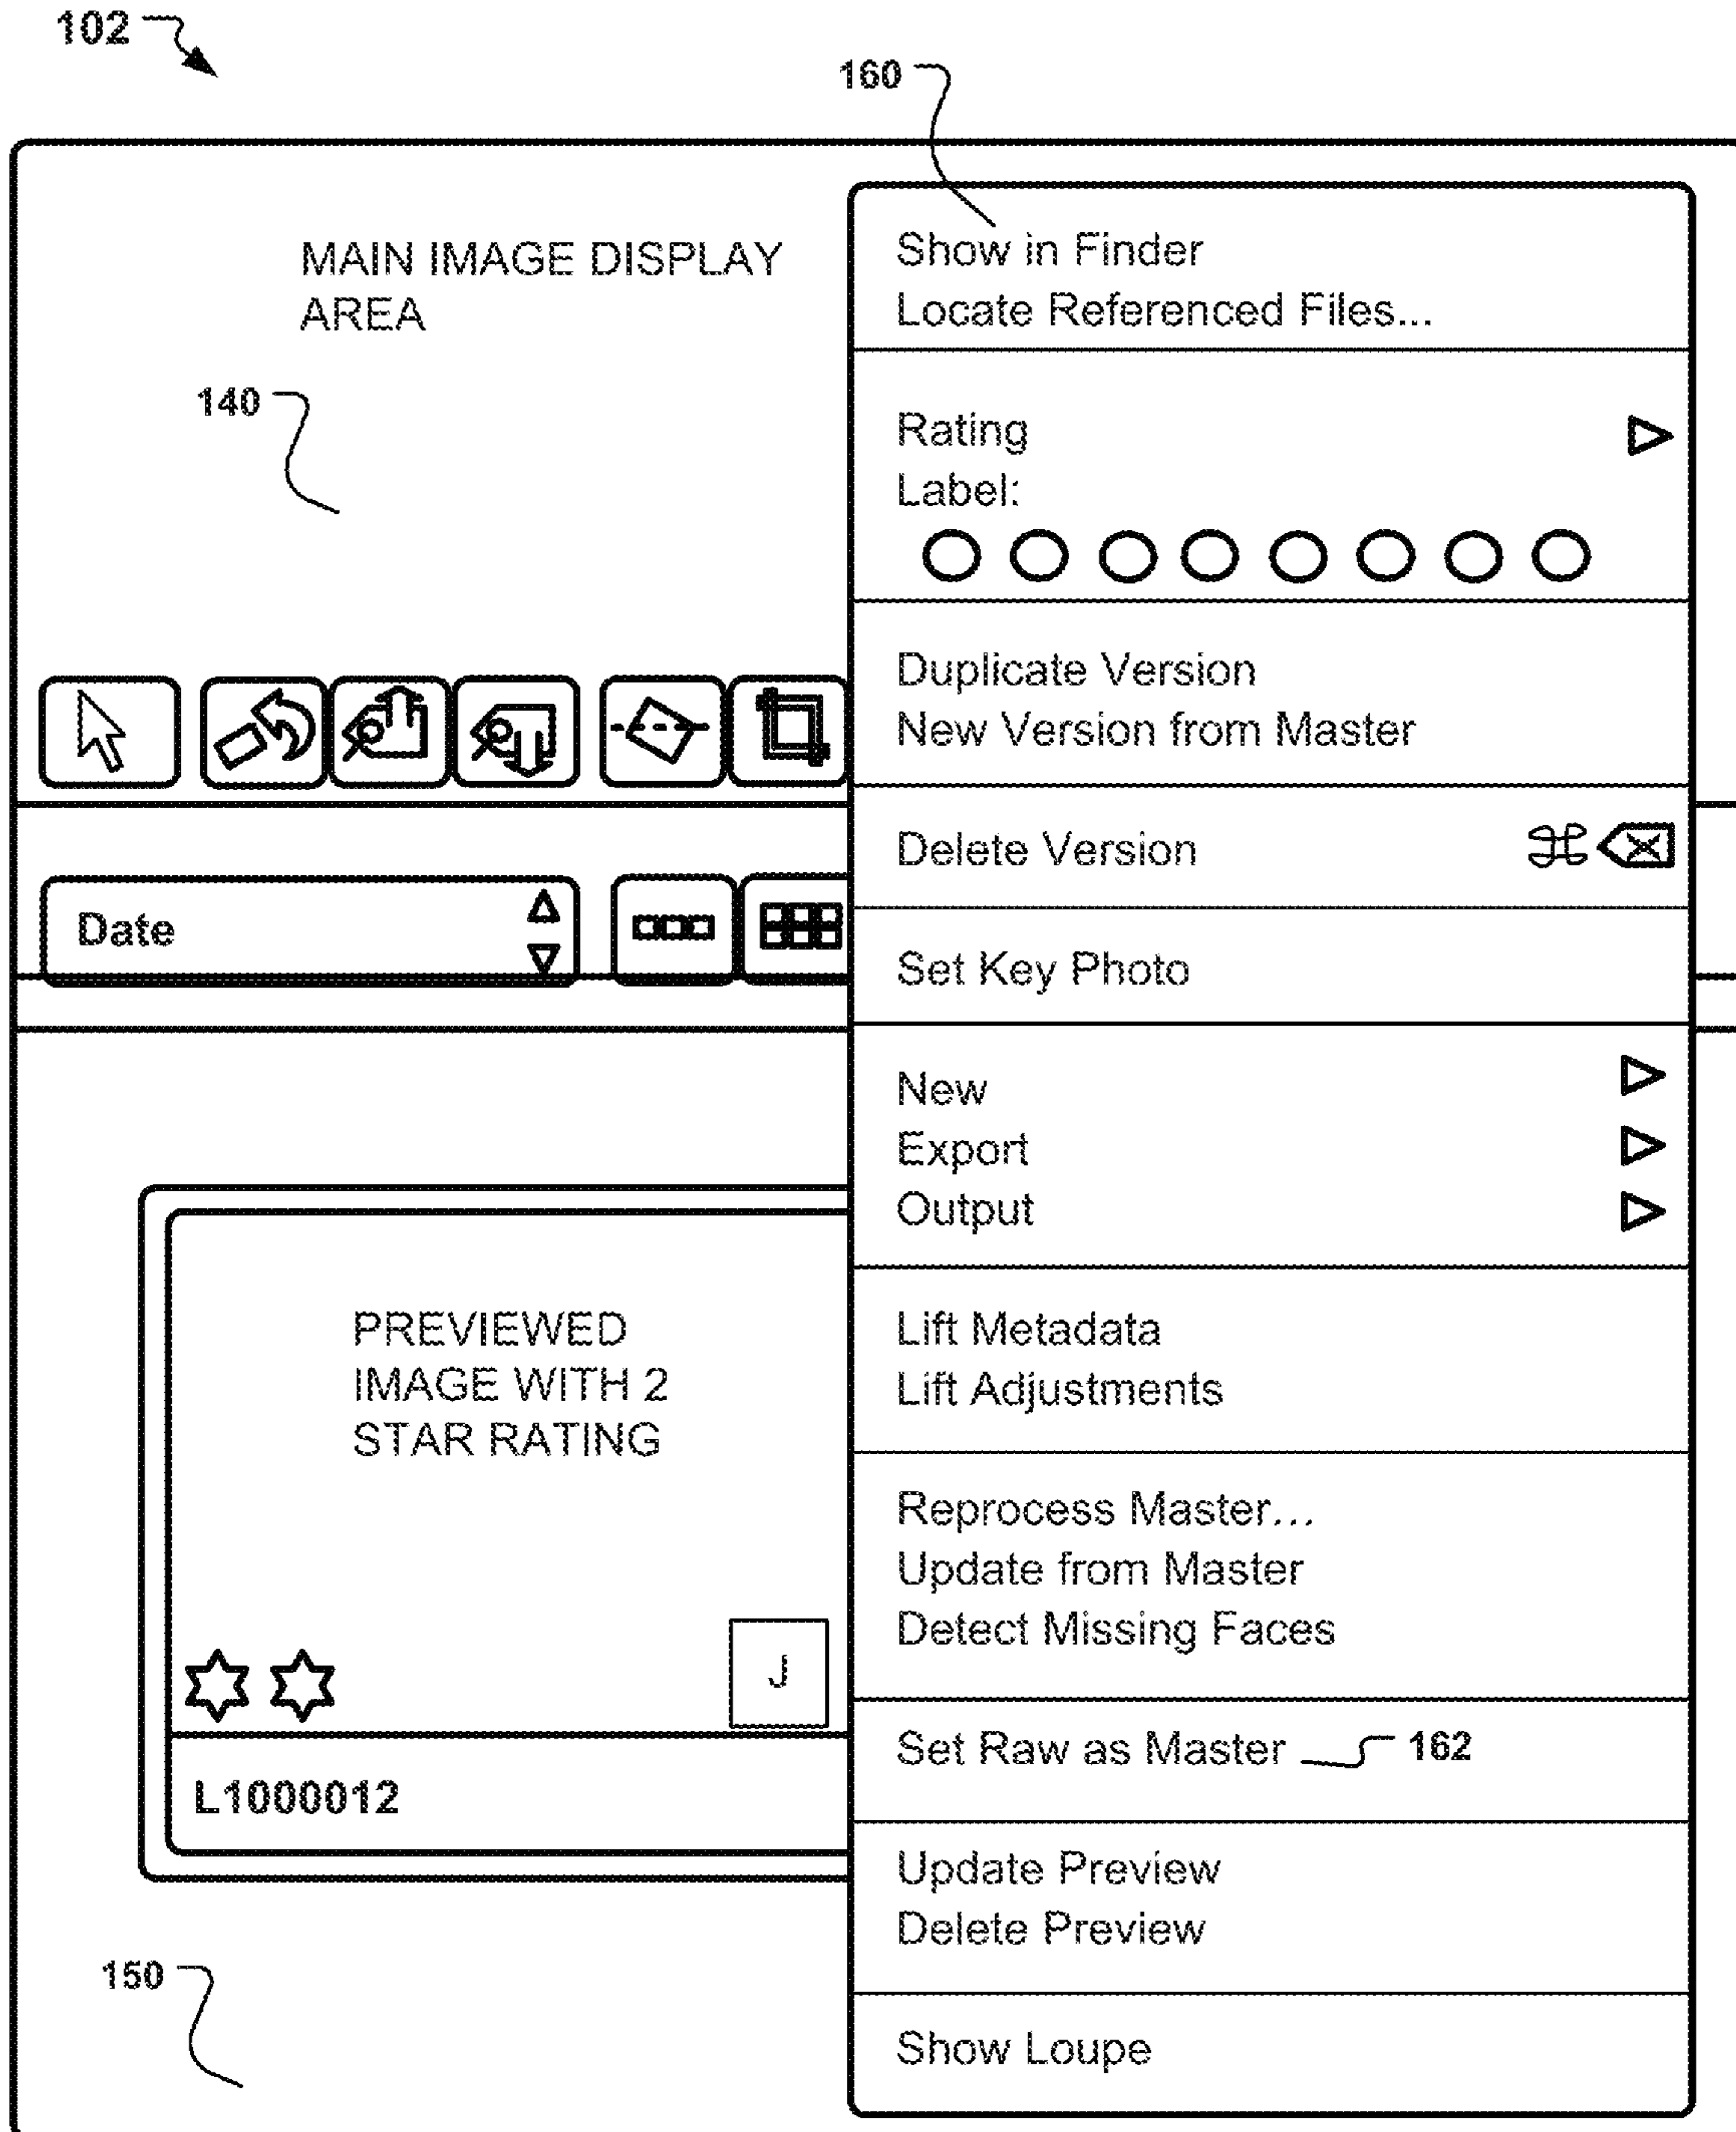 102
160
MAIN IMAGE DISPLAY
AREA
140
Date
PREVIEWED
IMAGE WITH 2
STAR RATING
J
L1000012
150
Show in Finder
Locate Referenced Files...
Rating
Label:
Duplicate Version
New Version from Master
Delete Version ⌘
Set Key Photo
New
Export
Output
Lift Metadata
Lift Adjustments
Reprocess Master...
Update from Master
Detect Missing Faces
Set Raw as Master 162
Update Preview
Delete Preview
Show Loupe